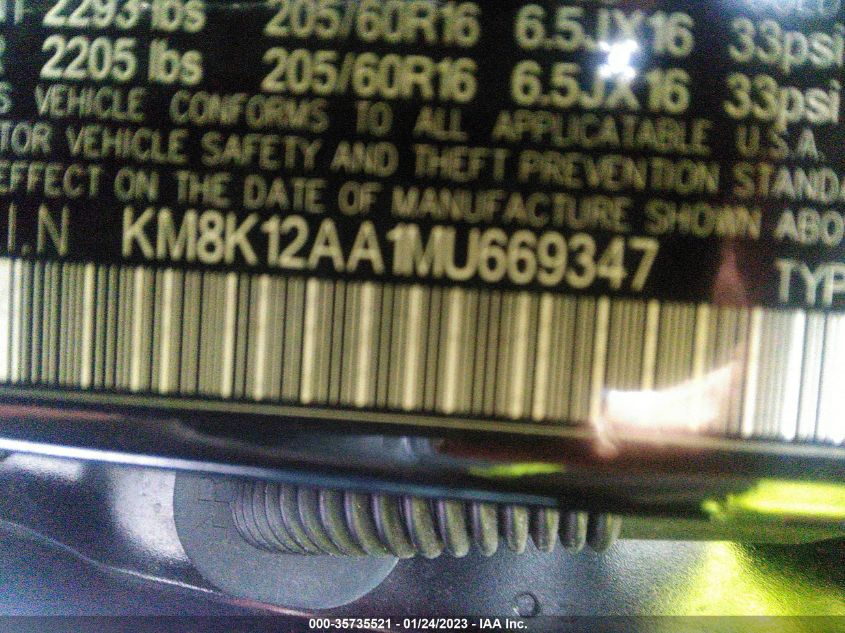 2293 lbs 205/60R16 6.5JX16 33psi
2205 lbs 205/60R16 6.5JX16 33psi
VEHICLE CONFORMS TO ALL APPLICATABLE U.S.A.
TOR VEHICLE SAFETY AND THEFT PREVENTION STANDA
EFFECT ON THE DATE OF MANUFACTURE SHOWN ABO
I.N KM8K12AA1MU669347 TYP
000-35735521 - 01/24/2023 - IAA Inc.